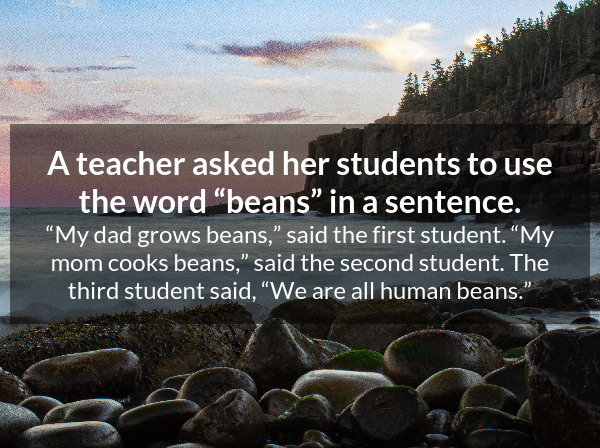 A teacher asked her students to use
the word “beans” in a sentence.
“My dad grows beans,” said the first student. “My
mom cooks beans,” said the second student. The
third student said, “We are all human beans.”